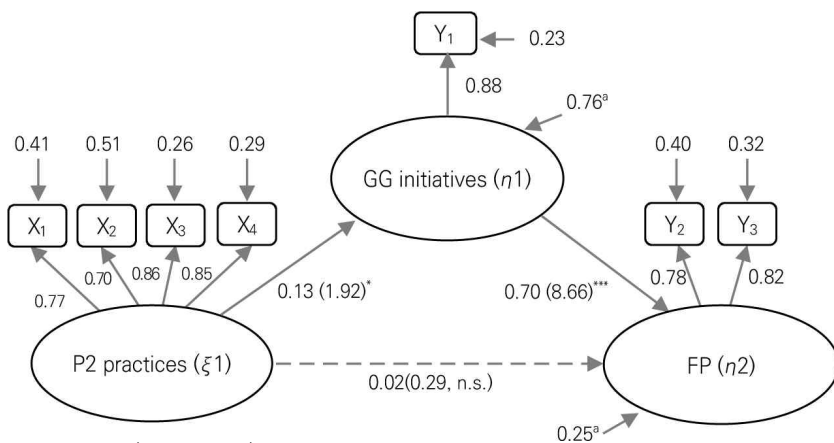 Y₁
0.23
0.88
0.76ᵃ
0.41 0.51 0.26 0.29
0.40 0.32
GG initiatives (η1)
X₁ X₂ X₃ X₄
Y₂ Y₃
0.77 0.70 0.86 0.85
0.13 (1.92)*
0.70 (8.66)***
0.78 0.82
P2 practices (ξ1)
FP (η2)
0.02(0.29, n.s.)
0.25ᵃ